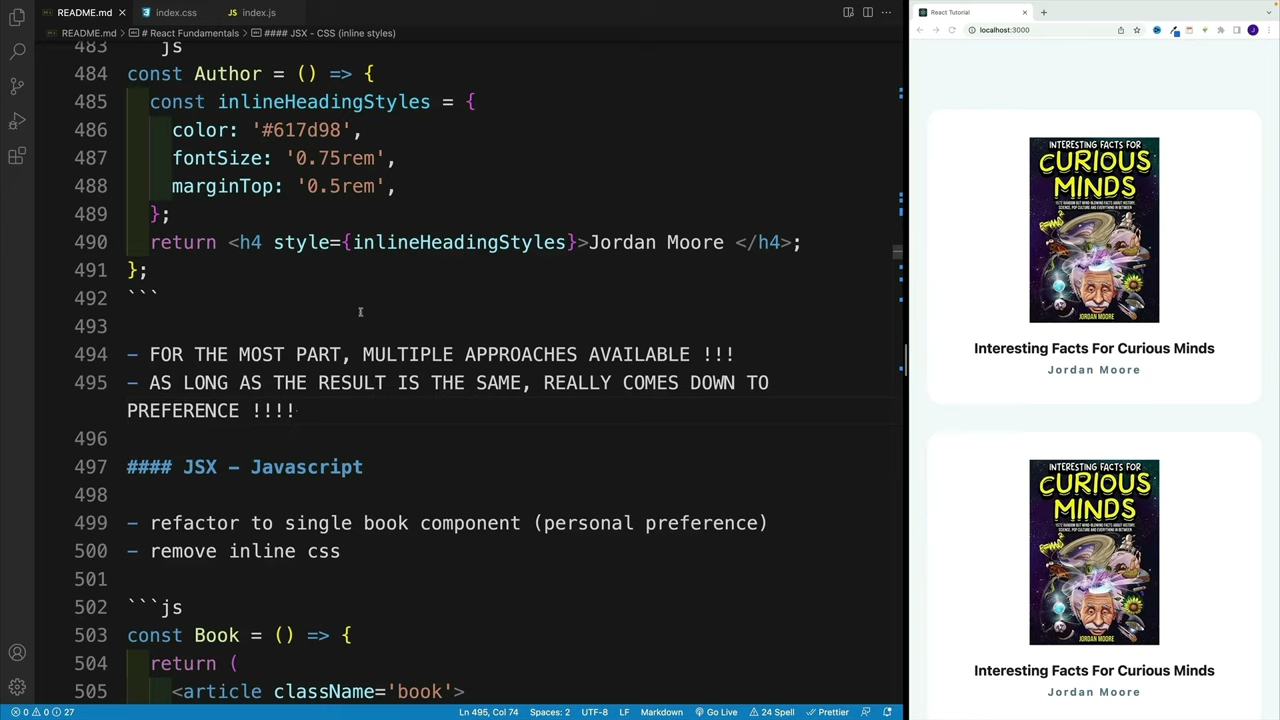 README.md
index.css
JS index.js
React Tutorial
localhost:3000
README.md > # React Fundamentals > #### JSX - CSS (inline styles)
483 ```js
484 const Author = () => {
485 const inlineHeadingStyles = {
486 color: '#617d98',
487 fontSize: '0.75rem',
488 marginTop: '0.5rem',
489 };
490 return <h4 style={inlineHeadingStyles}>Jordan Moore </h4>;
491 };
492 ```
493
494 - FOR THE MOST PART, MULTIPLE APPROACHES AVAILABLE !!!
495 - AS LONG AS THE RESULT IS THE SAME, REALLY COMES DOWN TO
PREFERENCE !!!!
496
497 #### JSX - Javascript
498
499 - refactor to single book component (personal preference)
500 - remove inline css
501
502 ```js
503 const Book = () => {
504 return (
505 <article className='book'>
0 0 27
Ln 495, Col 74
Spaces: 2
UTF-8
LF
Markdown
Go Live
24 Spell
Prettier
INTERESTING FACTS FOR
CURIOUS
MINDS
JORDAN MOORE
Interesting Facts For Curious Minds
Jordan Moore
INTERESTING FACTS FOR
CURIOUS
MINDS
JORDAN MOORE
Interesting Facts For Curious Minds
Jordan Moore